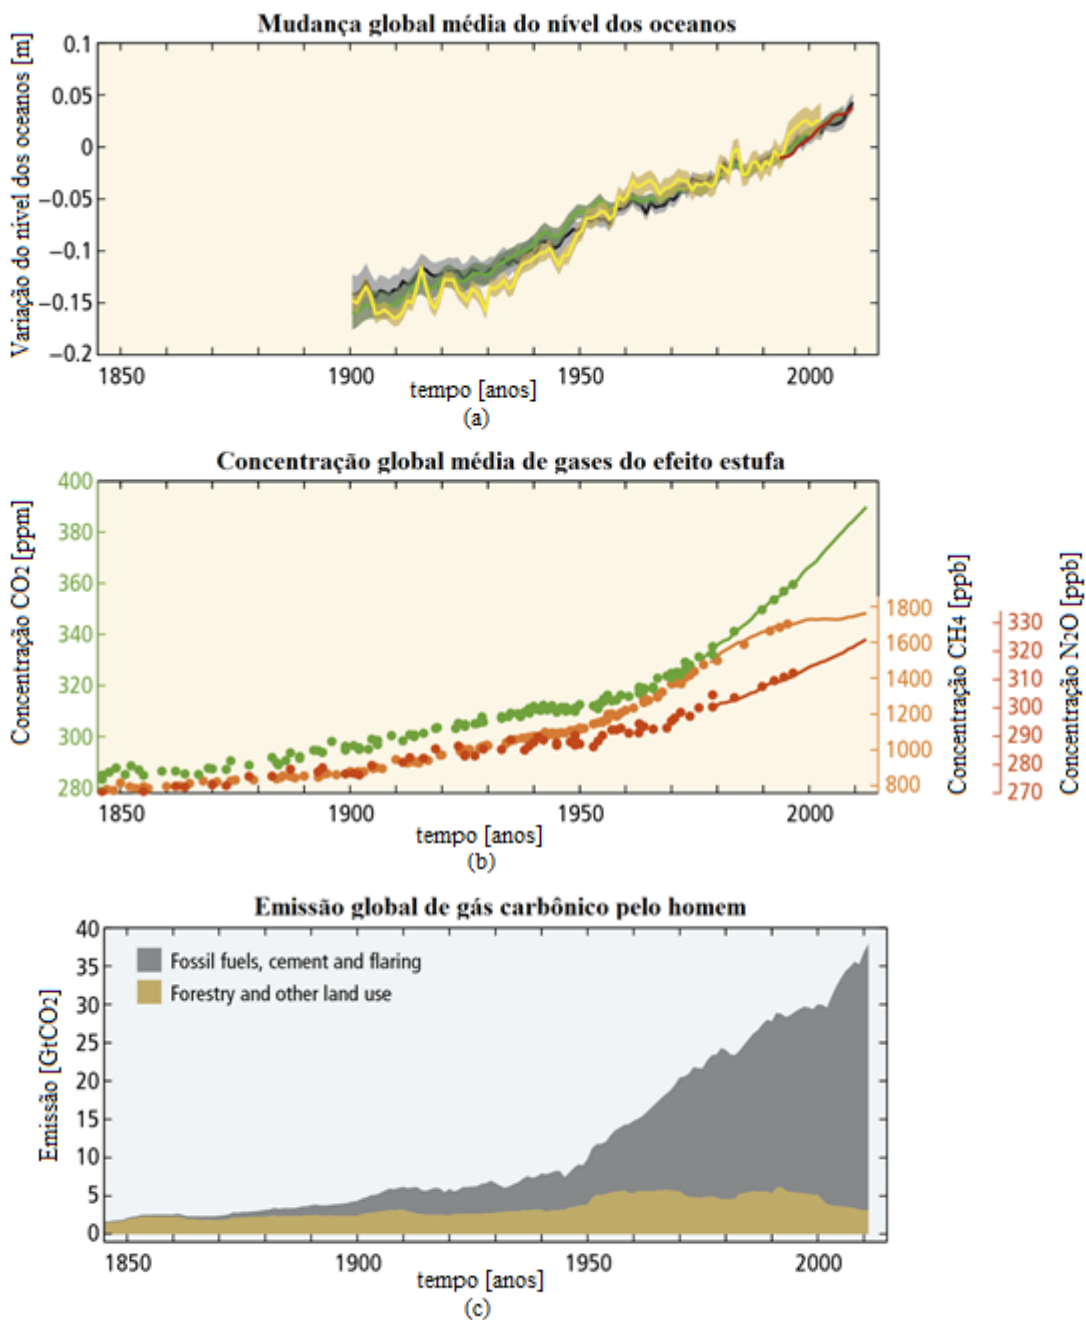 Mudança global média do nível dos oceanos
Variação do nível dos oceanos [m]
0.1
0.05
0
−0.05
−0.1
−0.15
−0.2
1850 1900 1950 2000
tempo [anos]
(a)
Concentração global média de gases do efeito estufa
Concentração CO2 [ppm]
400
380
360
340
320
300
280
1800
1600
1400
1200
1000
800
Concentração CH4 [ppb]
330
320
310
300
290
280
270
Concentração N2O [ppb]
1850 1900 1950 2000
tempo [anos]
(b)
Emissão global de gás carbônico pelo homem
Emissão [GtCO2]
40
35
30
25
20
15
10
5
0
Fossil fuels, cement and flaring
Forestry and other land use
1850 1900 1950 2000
tempo [anos]
(c)